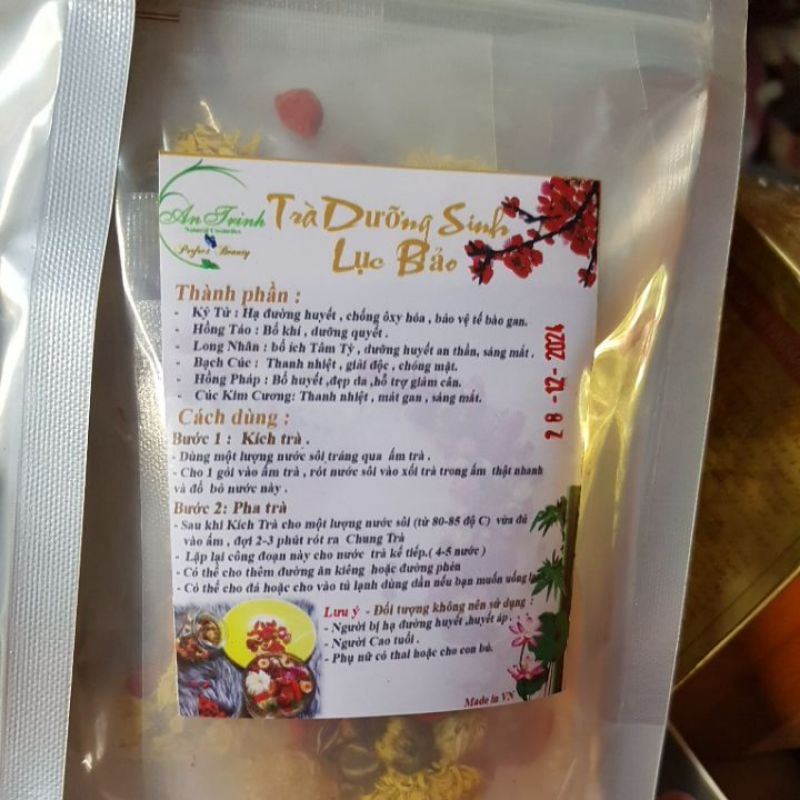 An Trinh
Natural Cosmetics
Perfect Beauty
Trà Dưỡng Sinh
Lục Bảo
Thành phần :
- Kỷ Tử : Hạ đường huyết , chống ôxy hóa , bảo vệ tế bào gan.
- Hồng Táo : Bổ khí , dưỡng quyết .
- Long Nhãn : bổ ích Tâm Tỳ , dưỡng huyết an thần, sáng mắt .
- Bạch Cúc : Thanh nhiệt , giải độc , chóng mặt.
- Hồng Pháp : Bổ huyết ,đẹp da ,hỗ trợ giảm cân.
- Cúc Kim Cương: Thanh nhiệt , mát gan , sáng mắt.
28-12-2024
Cách dùng :
Bước 1 : Kích trà .
- Dùng một lượng nước sôi tráng qua ấm trà .
- Cho 1 gói vào ấm trà , rót nước sôi vào xối trà trong ấm thật nhanh
và đổ bỏ nước này .
Bước 2: Pha trà
- Sau khi Kích Trà cho một lượng nước sôi (từ 80-85 độ C) vừa đủ
vào ấm , đợi 2-3 phút rót ra Chung Trà
- Lặp lại công đoạn này cho nước trà kế tiếp.( 4-5 nước )
- Có thể cho thêm đường ăn kiêng hoặc đường phèn
- Có thể cho đá hoặc cho vào tủ lạnh dùng dần nếu bạn muốn uống
Lưu ý - Đối tượng không nên sử dụng :
- Người bị hạ đường huyết ,huyết áp .
- Người Cao tuổi .
- Phụ nữ có thai hoặc cho con bú.
Made in VN